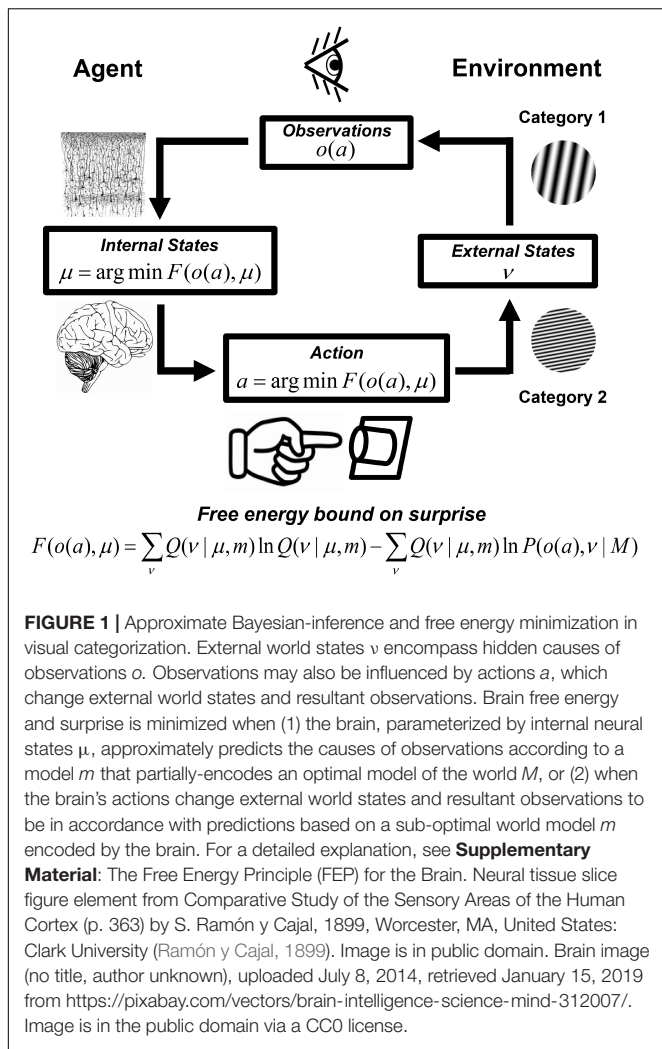 Agent
Environment
Category 1
Observations
o(a)
Internal States
μ = arg min F(o(a), μ)
External States
ν
Action
a = arg min F(o(a), μ)
Category 2
Free energy bound on surprise
F(o(a), μ) = ∑_ν Q(ν | μ, m) ln Q(ν | μ, m) − ∑_ν Q(ν | μ, m) ln P(o(a), ν | M)
FIGURE 1 | Approximate Bayesian-inference and free energy minimization in
visual categorization. External world states ν encompass hidden causes of
observations o. Observations may also be influenced by actions a, which
change external world states and resultant observations. Brain free energy
and surprise is minimized when (1) the brain, parameterized by internal neural
states μ, approximately predicts the causes of observations according to a
model m that partially-encodes an optimal model of the world M, or (2) when
the brain's actions change external world states and resultant observations to
be in accordance with predictions based on a sub-optimal world model m
encoded by the brain. For a detailed explanation, see Supplementary
Material: The Free Energy Principle (FEP) for the Brain. Neural tissue slice
figure element from Comparative Study of the Sensory Areas of the Human
Cortex (p. 363) by S. Ramón y Cajal, 1899, Worcester, MA, United States:
Clark University (Ramón y Cajal, 1899). Image is in public domain. Brain image
(no title, author unknown), uploaded July 8, 2014, retrieved January 15, 2019
from https://pixabay.com/vectors/brain-intelligence-science-mind-312007/.
Image is in the public domain via a CC0 license.